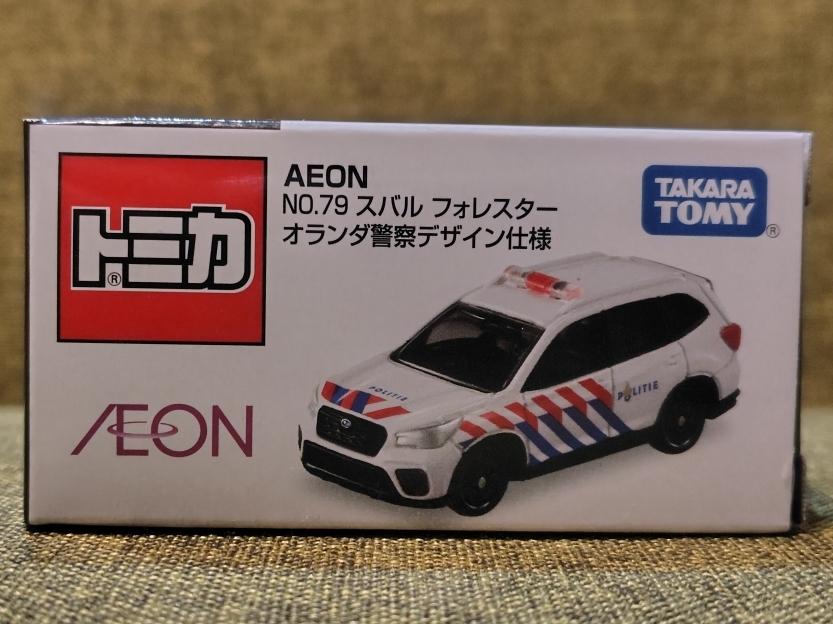 トミカ®
AEON
NO.79 スバル フォレスター
オランダ警察デザイン仕様
TAKARA
TOMY®
POLITIE
POLITIE
AEON